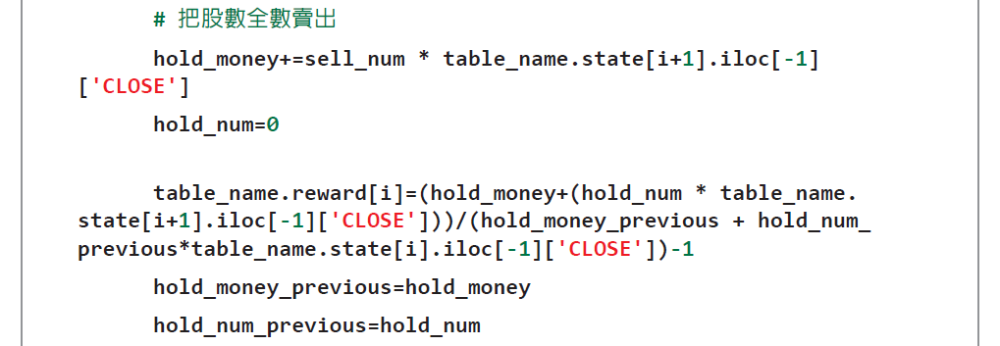 # 把股數全數賣出
hold_money+=sell_num * table_name.state[i+1].iloc[-1]
['CLOSE']
hold_num=0
table_name.reward[i]=(hold_money+(hold_num * table_name.
state[i+1].iloc[-1]['CLOSE']))/(hold_money_previous + hold_num_
previous*table_name.state[i].iloc[-1]['CLOSE'])-1
hold_money_previous=hold_money
hold_num_previous=hold_num